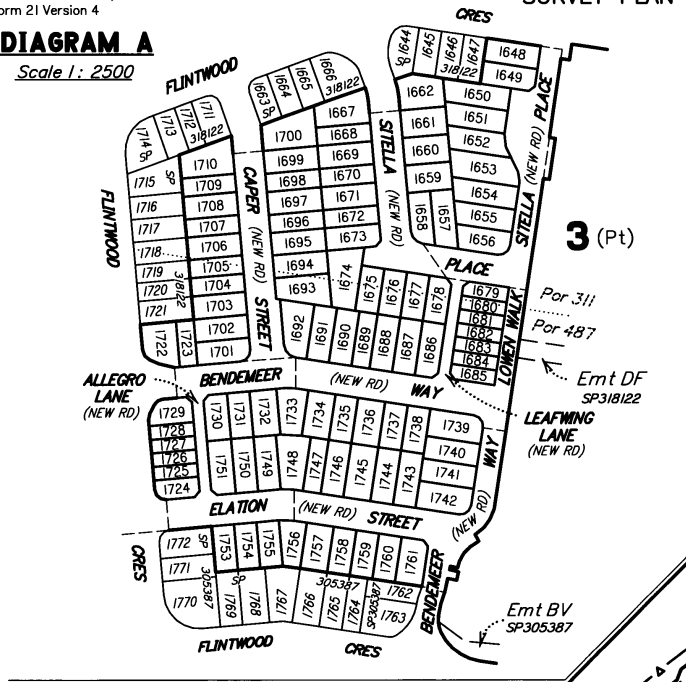 orm 21 Version 4
SURVEY PLAN
DIAGRAM A
Scale 1 : 2500
CRES
FLINTWOOD
1644
SP
1645
1646
1647
318122
1648
1649
PLACE
1663
SP
1664
1665
1666
318122
1662
1650
1651
1661
1652
1660
1653
1659
1654
1658
1657
1655
1656
SITELLA
(NEW RD)
PLACE
SITELLA
(NEW RD)
1714
SP
1713
1712
1711
318122
1667
1700
1668
1699
1669
1698
1670
1697
1671
1696
1672
1695
1673
1694
1674
1693
1710
1715
SP
1709
1716
1708
1717
1707
1718
1706
1719
1705
1720
318122
1704
1721
1703
1702
1722
1723
1701
FLINTWOOD
CAPER
(NEW RD)
STREET
3 (Pt)
1675
1676
1677
1678
1692
1691
1690
1689
1688
1687
1686
1679
1680
1681
1682
1683
1684
1685
LOWEN WALK
Por 311
Por 487
Emt DF
SP318122
ALLEGRO
LANE
(NEW RD)
BENDEMEER
(NEW RD)
WAY
LEAFWING
LANE
(NEW RD)
1729
1728
1727
1726
1725
1724
1730
1731
1732
1733
1734
1735
1736
1737
1738
1739
1740
1741
1742
1751
1750
1749
1748
1747
1746
1745
1744
1743
WAY
(NEW RD)
BENDEMEER
ELATION
(NEW RD)
STREET
CRES
1772
SP
1771
1770
305387
1753
1754
1755
1756
1757
1758
1759
1760
1761
SP
305387
1769
1768
1767
1766
1765
1764
SP305387
1762
1763
Emt BV
SP305387
FLINTWOOD
CRES